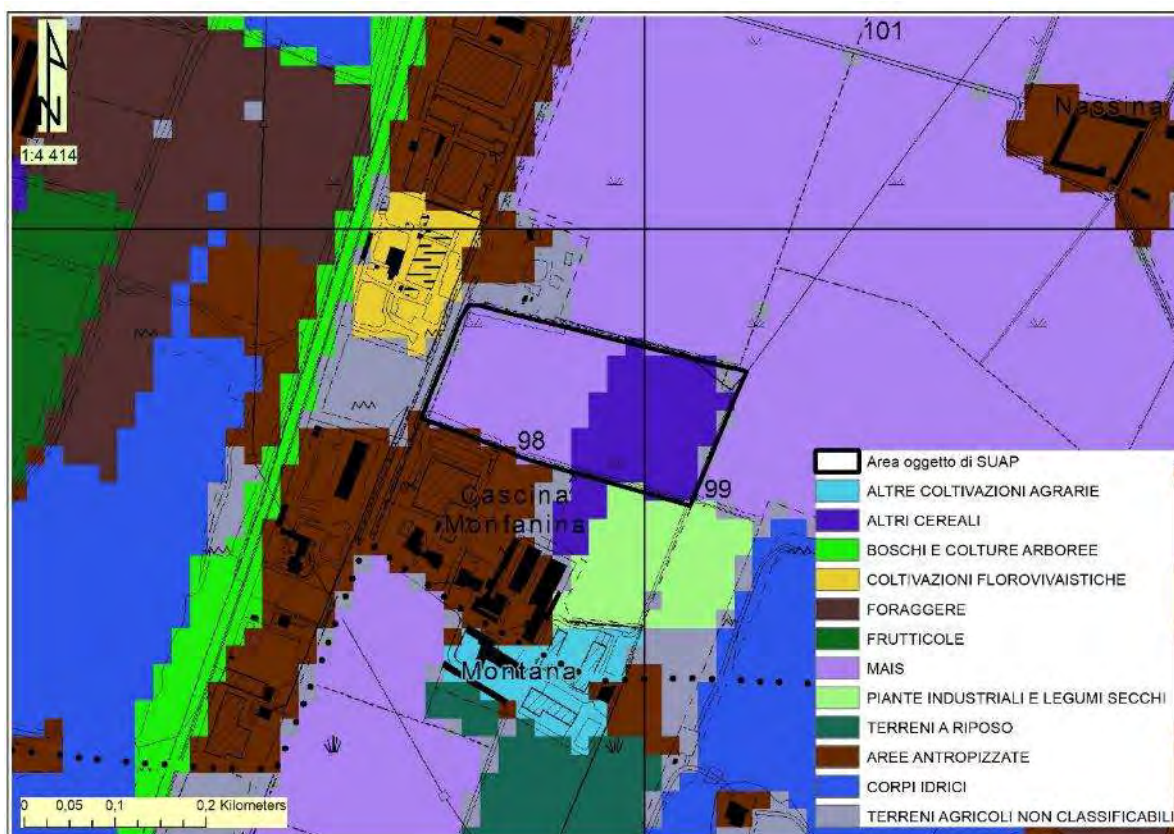 101
Nassina
N
1:4 414
98
99
Cascina
Monfanina
Montana
Area oggetto di SUAP
ALTRE COLTIVAZIONI AGRARIE
ALTRI CEREALI
BOSCHI E COLTURE ARBOREE
COLTIVAZIONI FLOROVIVAISTICHE
FORAGGERE
FRUTTICOLE
MAIS
PIANTE INDUSTRIALI E LEGUMI SECCHI
TERRENI A RIPOSO
AREE ANTROPIZZATE
CORPI IDRICI
TERRENI AGRICOLI NON CLASSIFICABIL
0 0,05 0,1 0,2 Kilometers